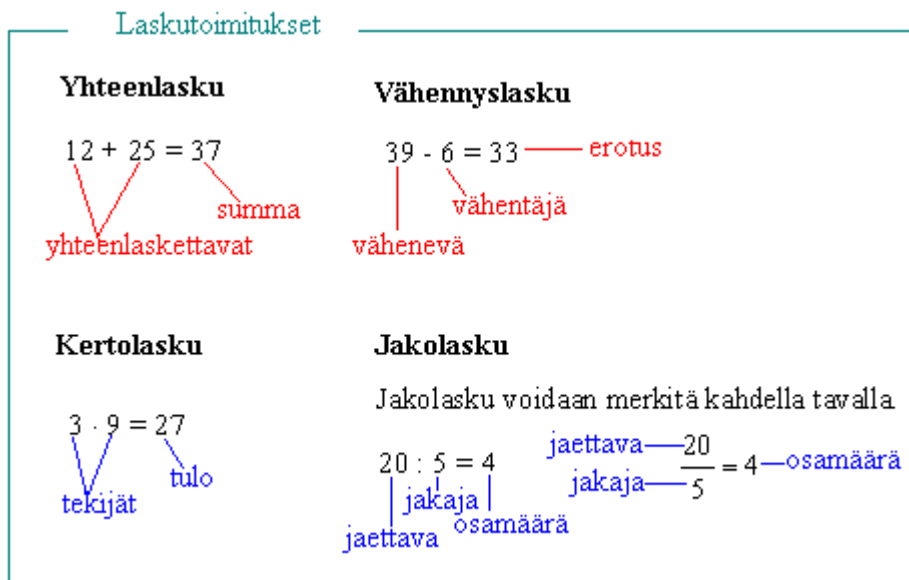 Laskutoimitukset
Yhteenlasku
12 + 25 = 37
summa
yhteenlaskettavat
Vähennyslasku
39 - 6 = 33 erotus
vähentäjä
vähenevä
Kertolasku
3 · 9 = 27
tulo
tekijät
Jakolasku
Jakolasku voidaan merkitä kahdella tavalla
20 : 5 = 4
jakaja
osamäärä
jaettava
jaettava 20
jakaja 5
= 4 osamäärä